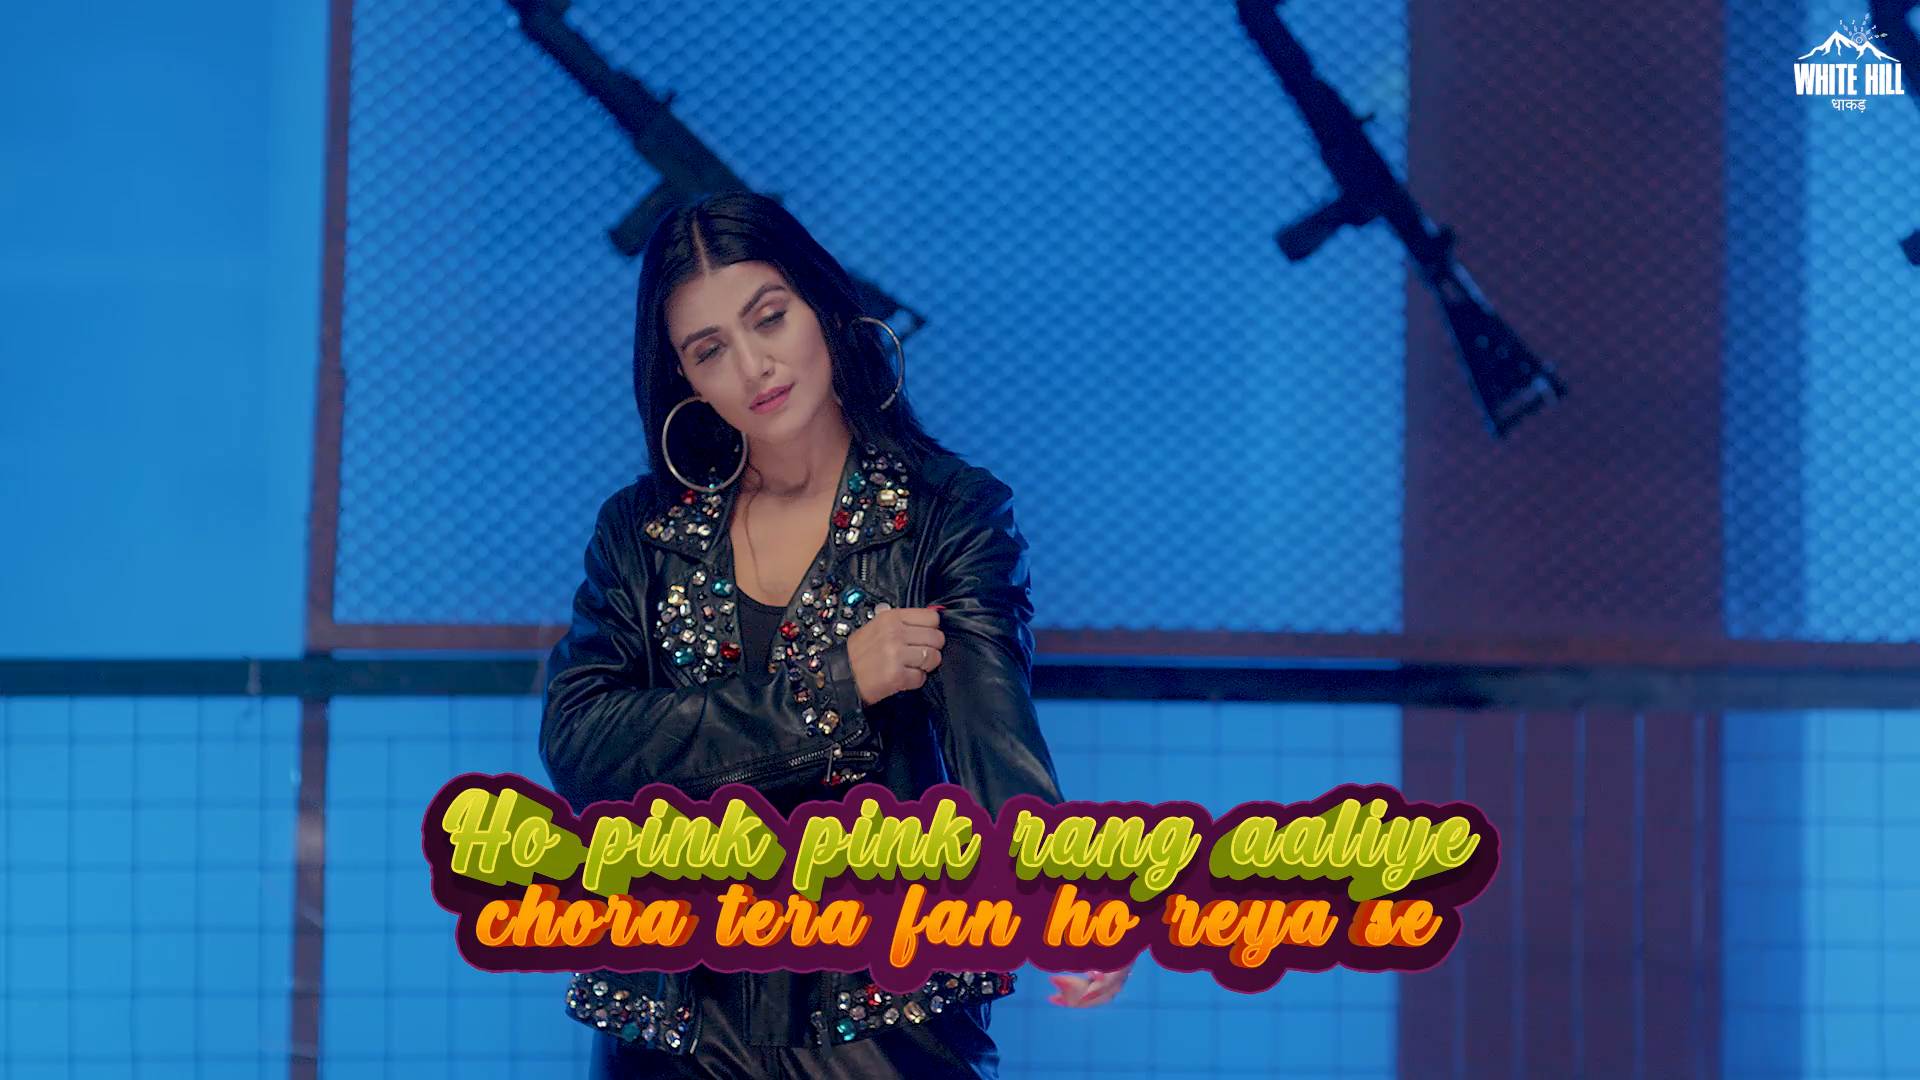 WHITE HILL
धाकड़
Ho pink pink rang aaliye
chora tera fan ho reya se